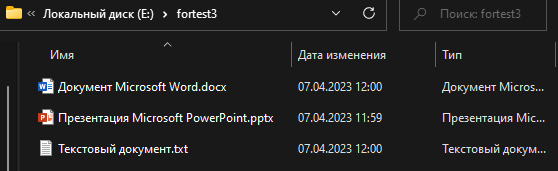 Локальный диск (E:) fortest3 Поиск: fortest3
Имя Дата изменения Тип
Документ Microsoft Word.docx 07.04.2023 12:00 Документ Micros...
Презентация Microsoft PowerPoint.pptx 07.04.2023 11:59 Презентация Mic...
Текстовый документ.txt 07.04.2023 12:00 Текстовый докум...